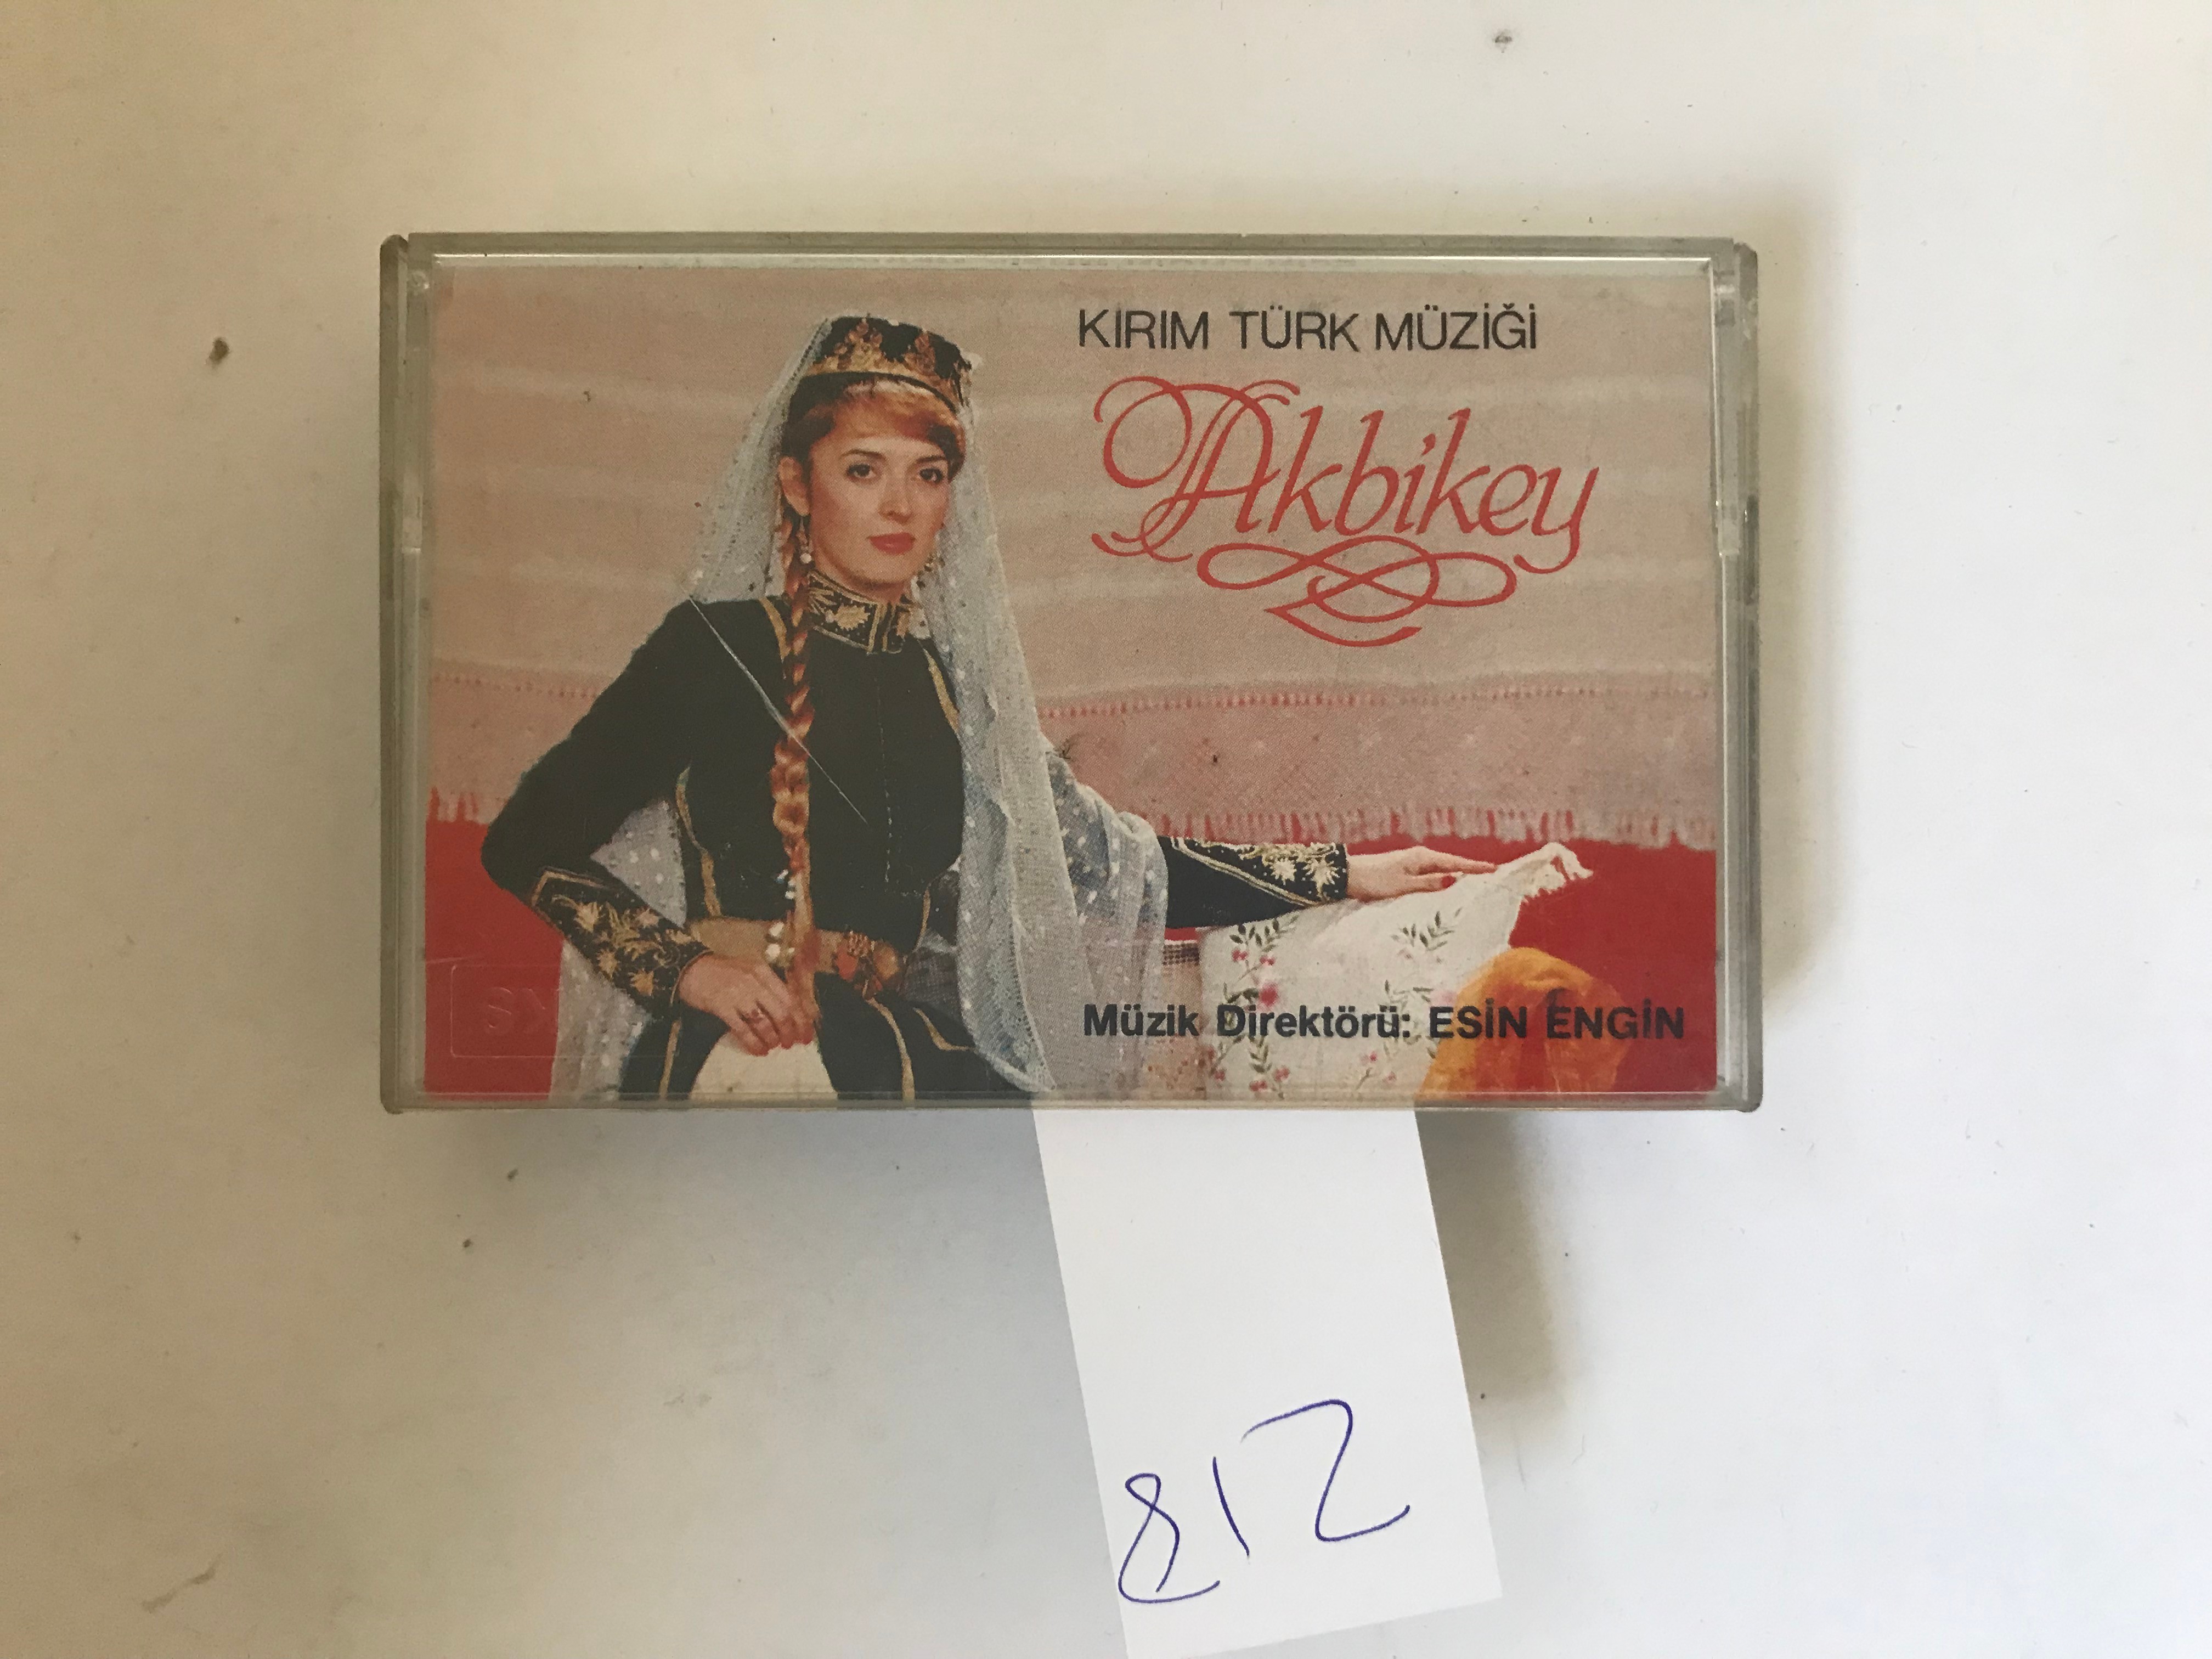 KIRIM TÜRK MÜZİĞİ
Akbikey
Müzik Direktörü: ESİN ENGİN
812